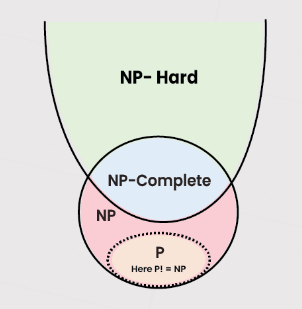 NP- Hard
NP-Complete
NP
P
Here P! = NP